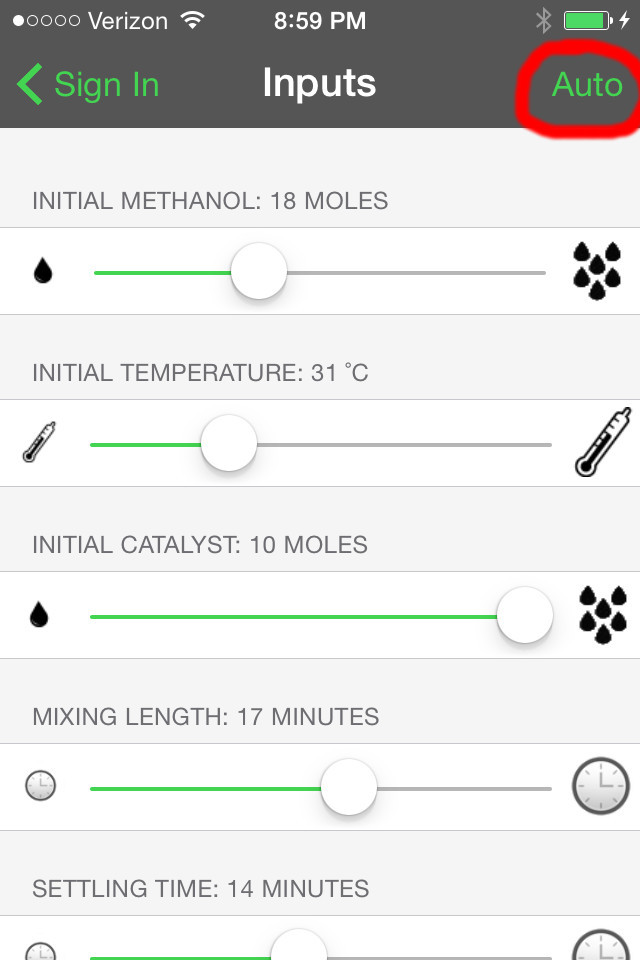 Verizon 8:59 PM
Sign In Inputs Auto
INITIAL METHANOL: 18 MOLES
INITIAL TEMPERATURE: 31 °C
INITIAL CATALYST: 10 MOLES
MIXING LENGTH: 17 MINUTES
SETTLING TIME: 14 MINUTES